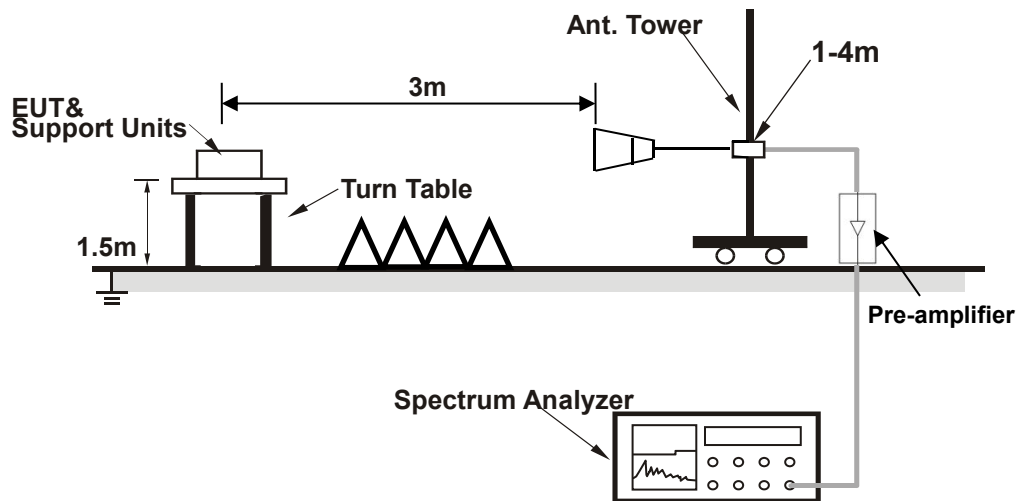 Ant. Tower
1-4m
3m
EUT&
Support Units
Turn Table
1.5m
Pre-amplifier
Spectrum Analyzer